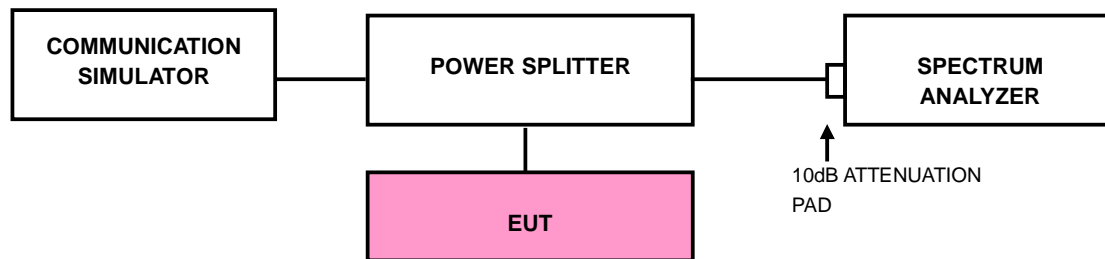 COMMUNICATION
SIMULATOR
POWER SPLITTER
SPECTRUM
ANALYZER
10dB ATTENUATION
PAD
EUT